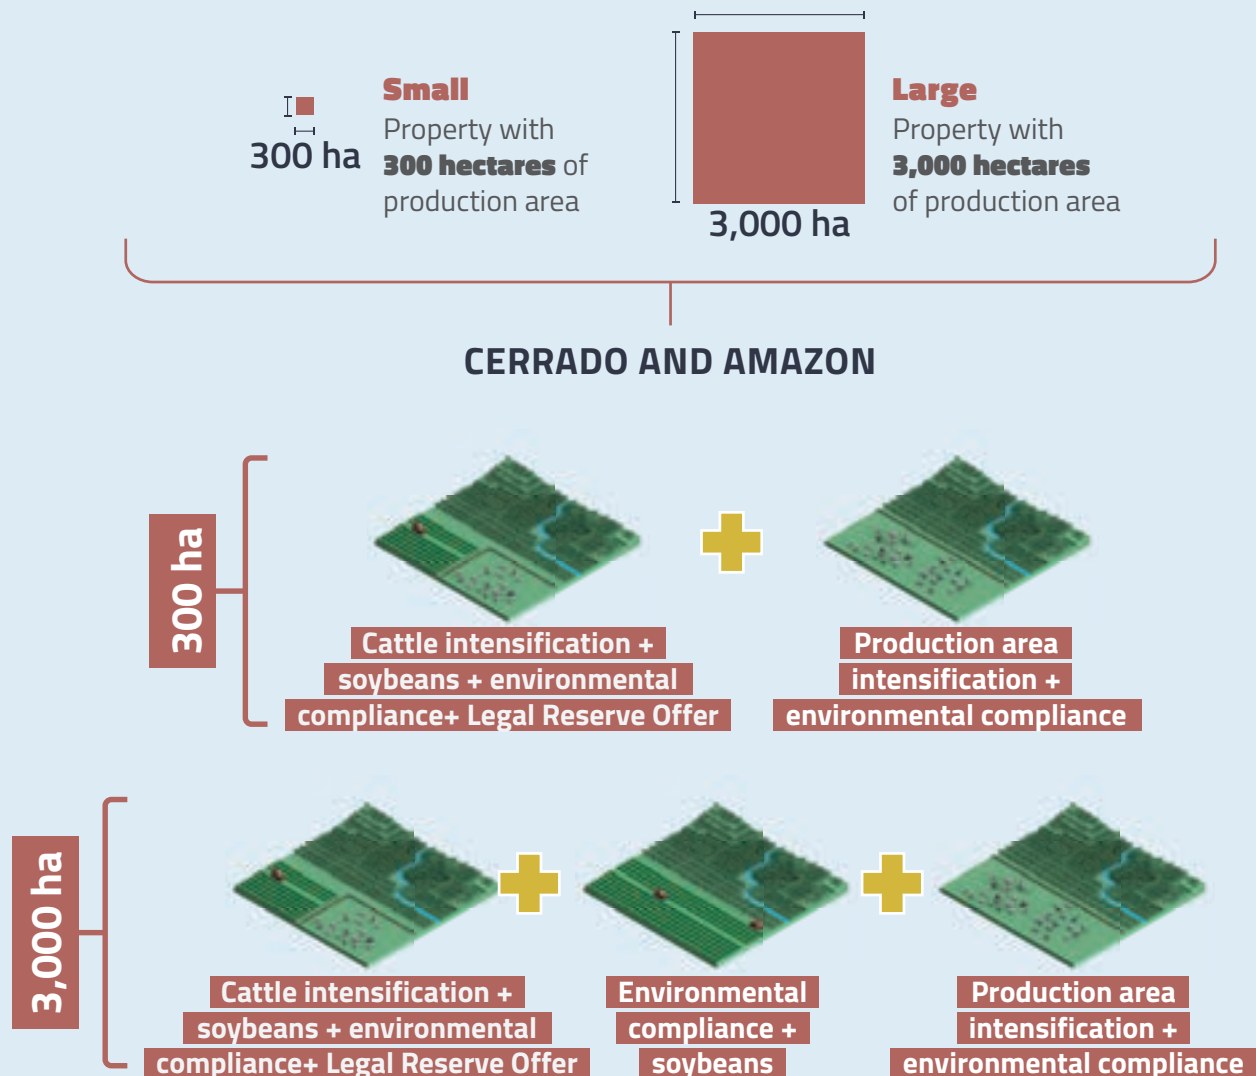 Small
Property with
300 hectares of
production area
300 ha
Large
Property with
3,000 hectares
of production area
3,000 ha
CERRADO AND AMAZON
300 ha
Cattle intensification +
soybeans + environmental
compliance+ Legal Reserve Offer
Production area
intensification +
environmental compliance
3,000 ha
Cattle intensification +
soybeans + environmental
compliance+ Legal Reserve Offer
Environmental
compliance +
soybeans
Production area
intensification +
environmental compliance